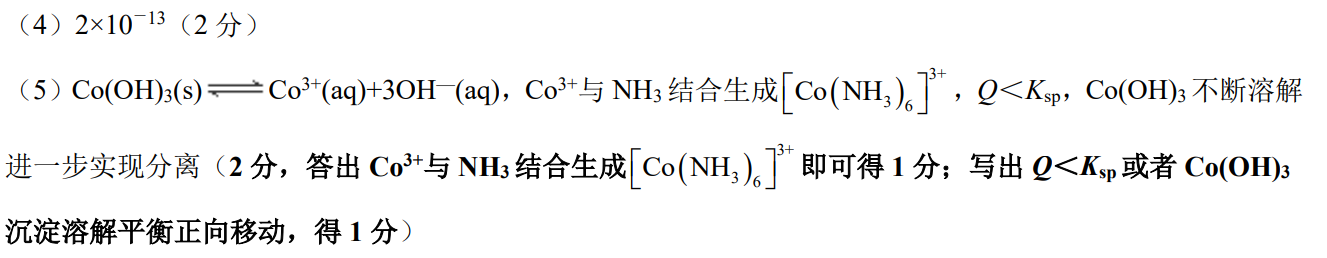 （4）2×10⁻¹³（2 分）
（5）Co(OH)₃(s)⇌Co³⁺(aq)+3OH⁻(aq)，Co³⁺与 NH₃ 结合生成[Co(NH₃)₆]³⁺，Q＜Kₛₚ，Co(OH)₃ 不断溶解
进一步实现分离（2 分，答出 Co³⁺与 NH₃ 结合生成[Co(NH₃)₆]³⁺ 即可得 1 分；写出 Q＜Kₛₚ 或者 Co(OH)₃
沉淀溶解平衡正向移动，得 1 分）